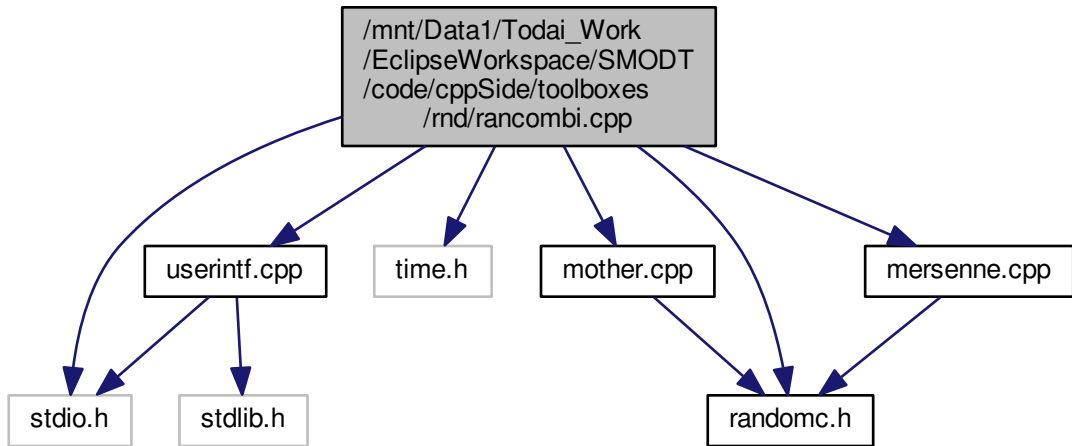 /mnt/Data1/Todai_Work
/EclipseWorkspace/SMODT
/code/cppSide/toolboxes
/rnd/rancombi.cpp
userintf.cpp
time.h
mother.cpp
mersenne.cpp
stdio.h
stdlib.h
randomc.h